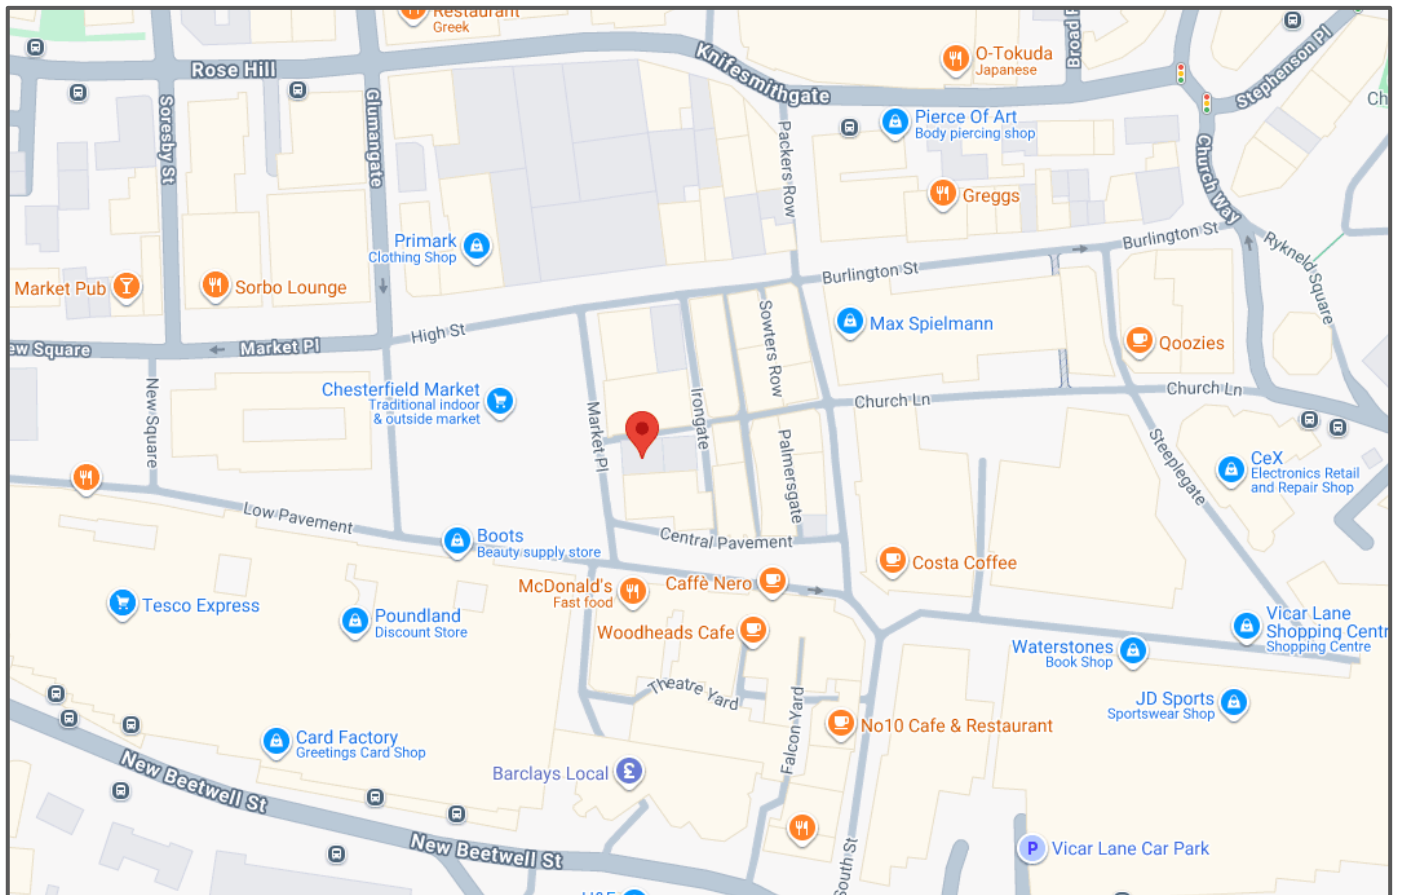 Restaurant
Greek
Rose Hill
Knifesmithgate
O-Tokuda
Japanese
Stephenson Pl
Soresby St
Glumangate
Packers Row
Pierce Of Art
Body piercing shop
Church Way
Greggs
Primark
Clothing Shop
Burlington St
Burlington St
Rykneld Square
Market Pub
Sorbo Lounge
High St
Sowters Row
Max Spielmann
Qoozies
ew Square
Market Pl
New Square
Chesterfield Market
Traditional indoor
& outside market
Market Pl
Irongate
Church Ln
Church Ln
Palmersgate
Steeplegate
CeX
Electronics Retail
and Repair Shop
Low Pavement
Boots
Beauty supply store
Central Pavement
Costa Coffee
McDonald's
Fast food
Caffè Nero
Tesco Express
Poundland
Discount Store
Woodheads Cafe
Vicar Lane
Shopping Centr
Shopping Centre
Waterstones
Book Shop
Theatre Yard
JD Sports
Sportswear Shop
Falcon Yard
No10 Cafe & Restaurant
Card Factory
Greetings Card Shop
Barclays Local
£
New Beetwell St
New Beetwell St
South St
P
Vicar Lane Car Park